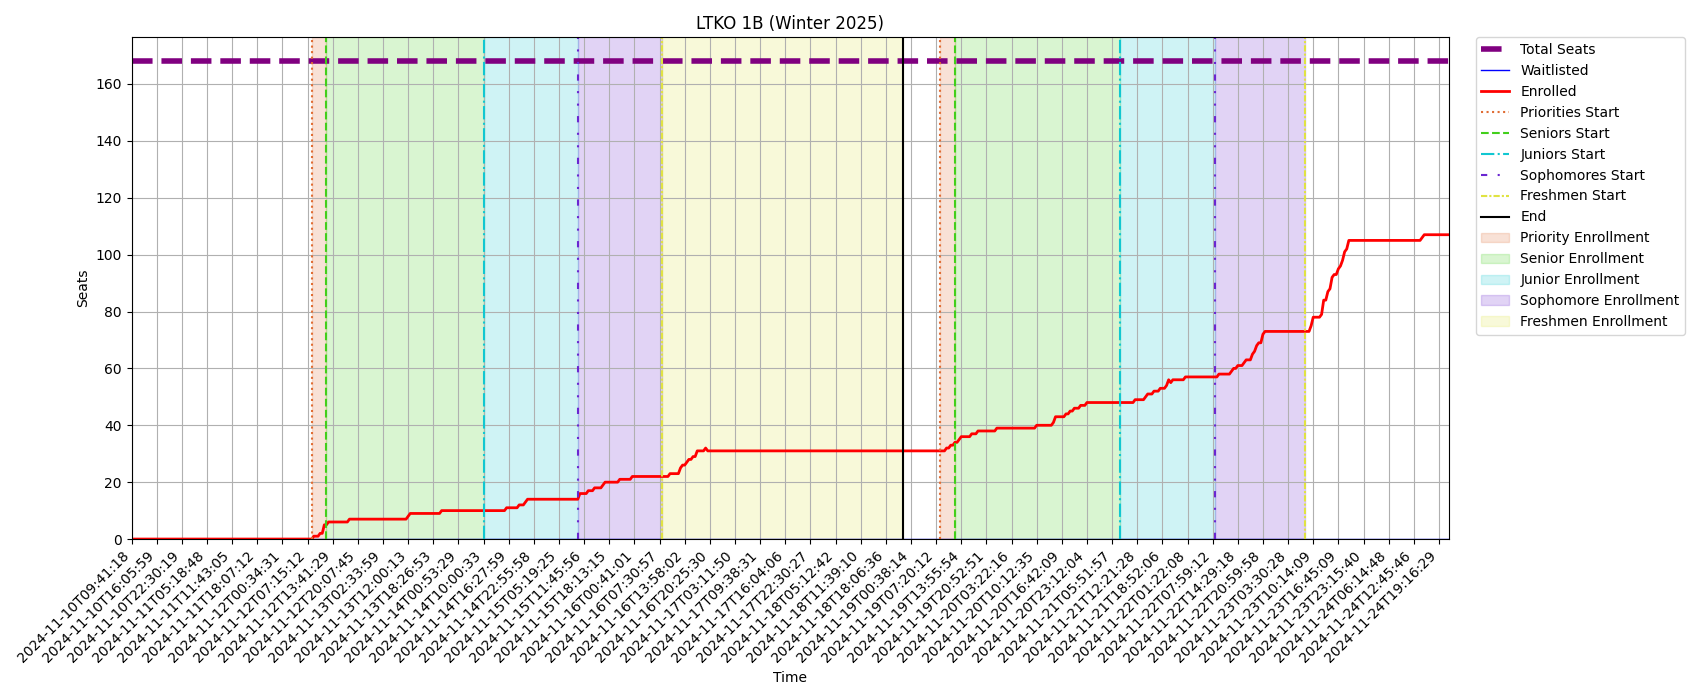 LTKO 1B (Winter 2025)
Seats
160
140
120
100
80
60
40
20
0
2024-11-10T09:41:18
2024-11-10T16:05:59
2024-11-10T22:30:19
2024-11-11T05:18:48
2024-11-11T11:43:05
2024-11-11T18:07:12
2024-11-12T00:34:31
2024-11-12T07:15:12
2024-11-12T13:41:29
2024-11-12T20:07:45
2024-11-13T02:33:59
2024-11-13T12:00:13
2024-11-13T18:26:53
2024-11-14T00:53:29
2024-11-14T10:00:33
2024-11-14T16:27:59
2024-11-14T22:55:58
2024-11-15T05:19:25
2024-11-15T11:45:56
2024-11-15T18:13:15
2024-11-16T00:41:01
2024-11-16T07:30:57
2024-11-16T13:58:02
2024-11-16T20:25:30
2024-11-17T03:11:50
2024-11-17T09:38:31
2024-11-17T16:04:06
2024-11-17T22:30:27
2024-11-18T05:12:42
2024-11-18T11:39:10
2024-11-18T18:06:36
2024-11-19T00:38:14
2024-11-19T07:20:12
2024-11-19T13:55:54
2024-11-19T20:52:51
2024-11-20T03:22:16
2024-11-20T10:12:35
2024-11-20T16:42:09
2024-11-20T23:12:04
2024-11-21T05:51:57
2024-11-21T12:21:28
2024-11-21T18:52:06
2024-11-22T01:22:08
2024-11-22T07:59:12
2024-11-22T14:29:18
2024-11-22T20:59:58
2024-11-23T03:30:28
2024-11-23T10:14:09
2024-11-23T16:45:09
2024-11-23T23:15:40
2024-11-24T06:14:48
2024-11-24T12:45:46
2024-11-24T19:16:29
Time
Total Seats
Waitlisted
Enrolled
Priorities Start
Seniors Start
Juniors Start
Sophomores Start
Freshmen Start
End
Priority Enrollment
Senior Enrollment
Junior Enrollment
Sophomore Enrollment
Freshmen Enrollment